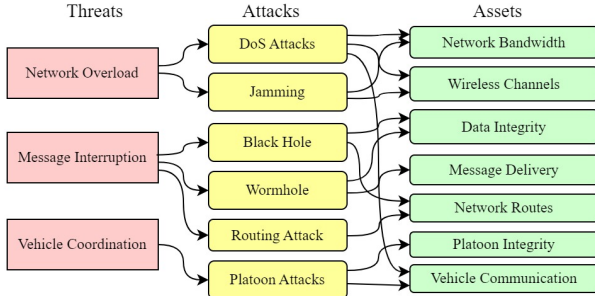 Threats
Attacks
Assets
Network Overload
Message Interruption
Vehicle Coordination
DoS Attacks
Jamming
Black Hole
Wormhole
Routing Attack
Platoon Attacks
Network Bandwidth
Wireless Channels
Data Integrity
Message Delivery
Network Routes
Platoon Integrity
Vehicle Communication